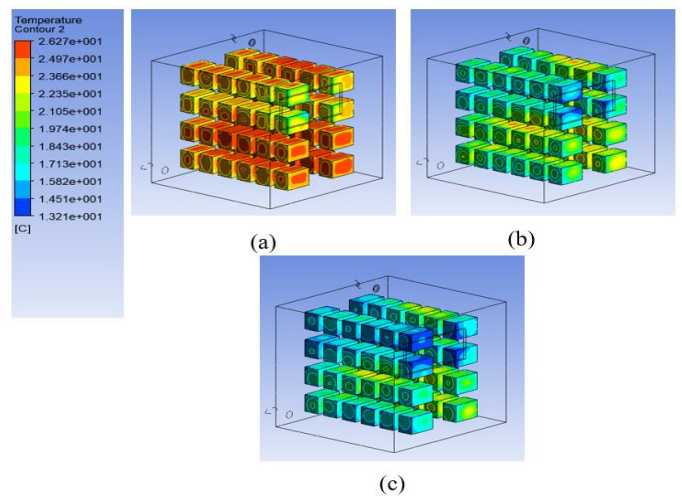 Temperature
Contour 2
2.627e+001
2.497e+001
2.366e+001
2.235e+001
2.105e+001
1.974e+001
1.843e+001
1.713e+001
1.582e+001
1.451e+001
1.321e+001
[C]
(a)
(b)
(c)